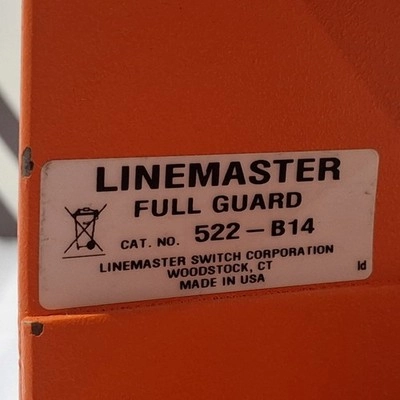 LINEMASTER
FULL GUARD
CAT. NO. 522-B14
LINEMASTER SWITCH CORPORATION
WOODSTOCK, CT
MADE IN USA
ld